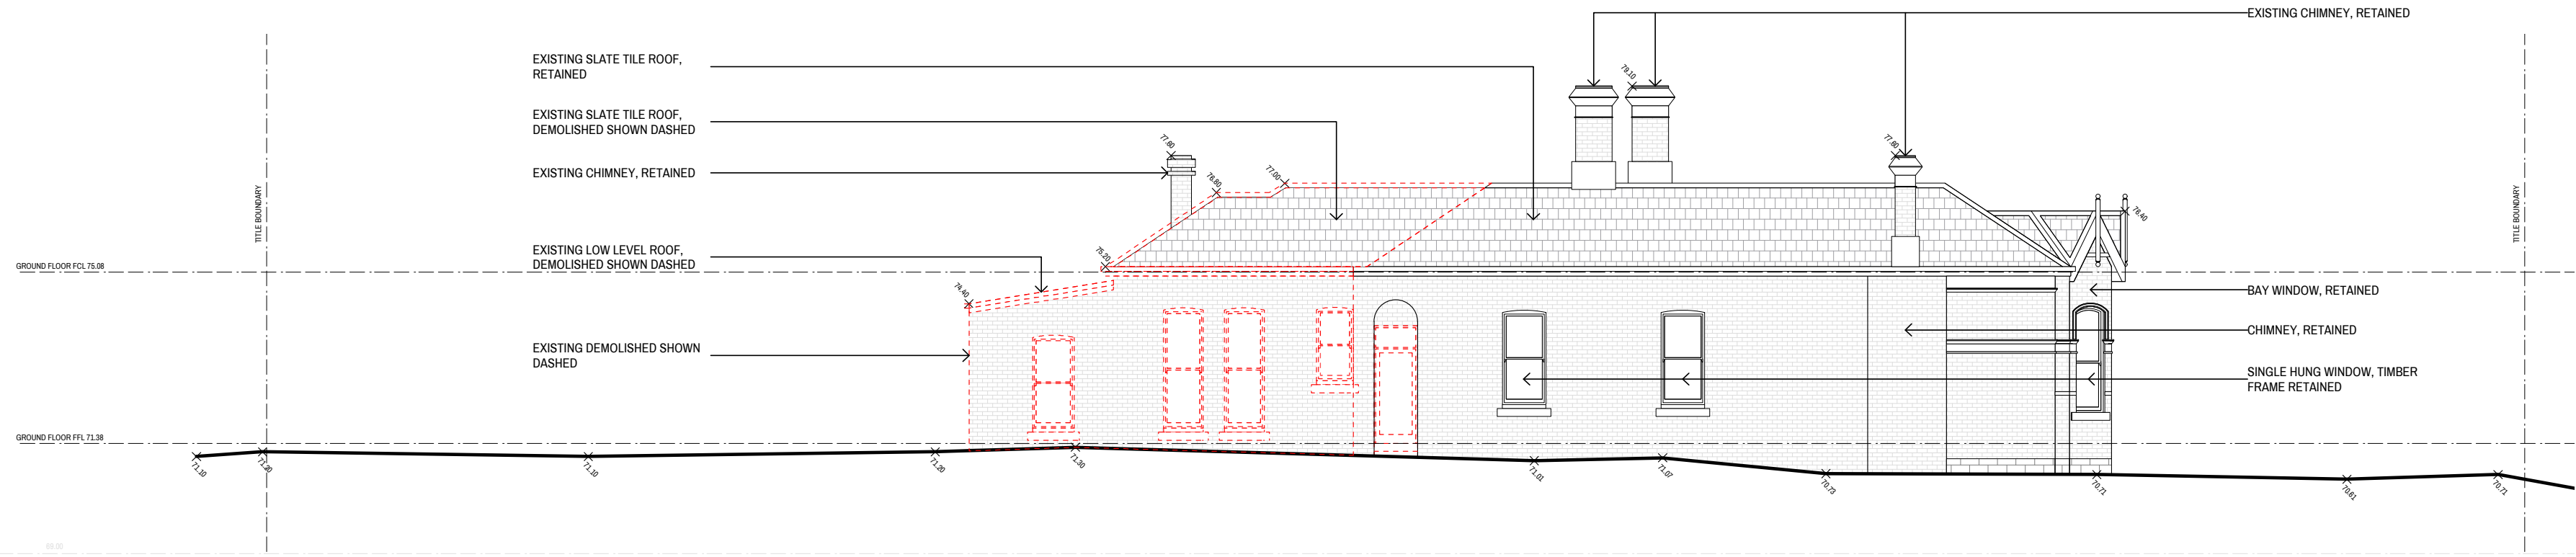 EXISTING CHIMNEY, RETAINED
EXISTING SLATE TILE ROOF,
RETAINED
79.10
EXISTING SLATE TILE ROOF,
DEMOLISHED SHOWN DASHED
77.60
77.60
EXISTING CHIMNEY, RETAINED
76.80
77.00
TITLE BOUNDARY
TITLE BOUNDARY
76.40
EXISTING LOW LEVEL ROOF,
DEMOLISHED SHOWN DASHED
75.20
GROUND FLOOR FCL 75.08
74.40
BAY WINDOW, RETAINED
CHIMNEY, RETAINED
EXISTING DEMOLISHED SHOWN
DASHED
SINGLE HUNG WINDOW, TIMBER
FRAME RETAINED
GROUND FLOOR FFL 71.38
71.10
71.20
71.10
71.20
71.30
71.01
71.07
70.73
70.71
70.61
70.71